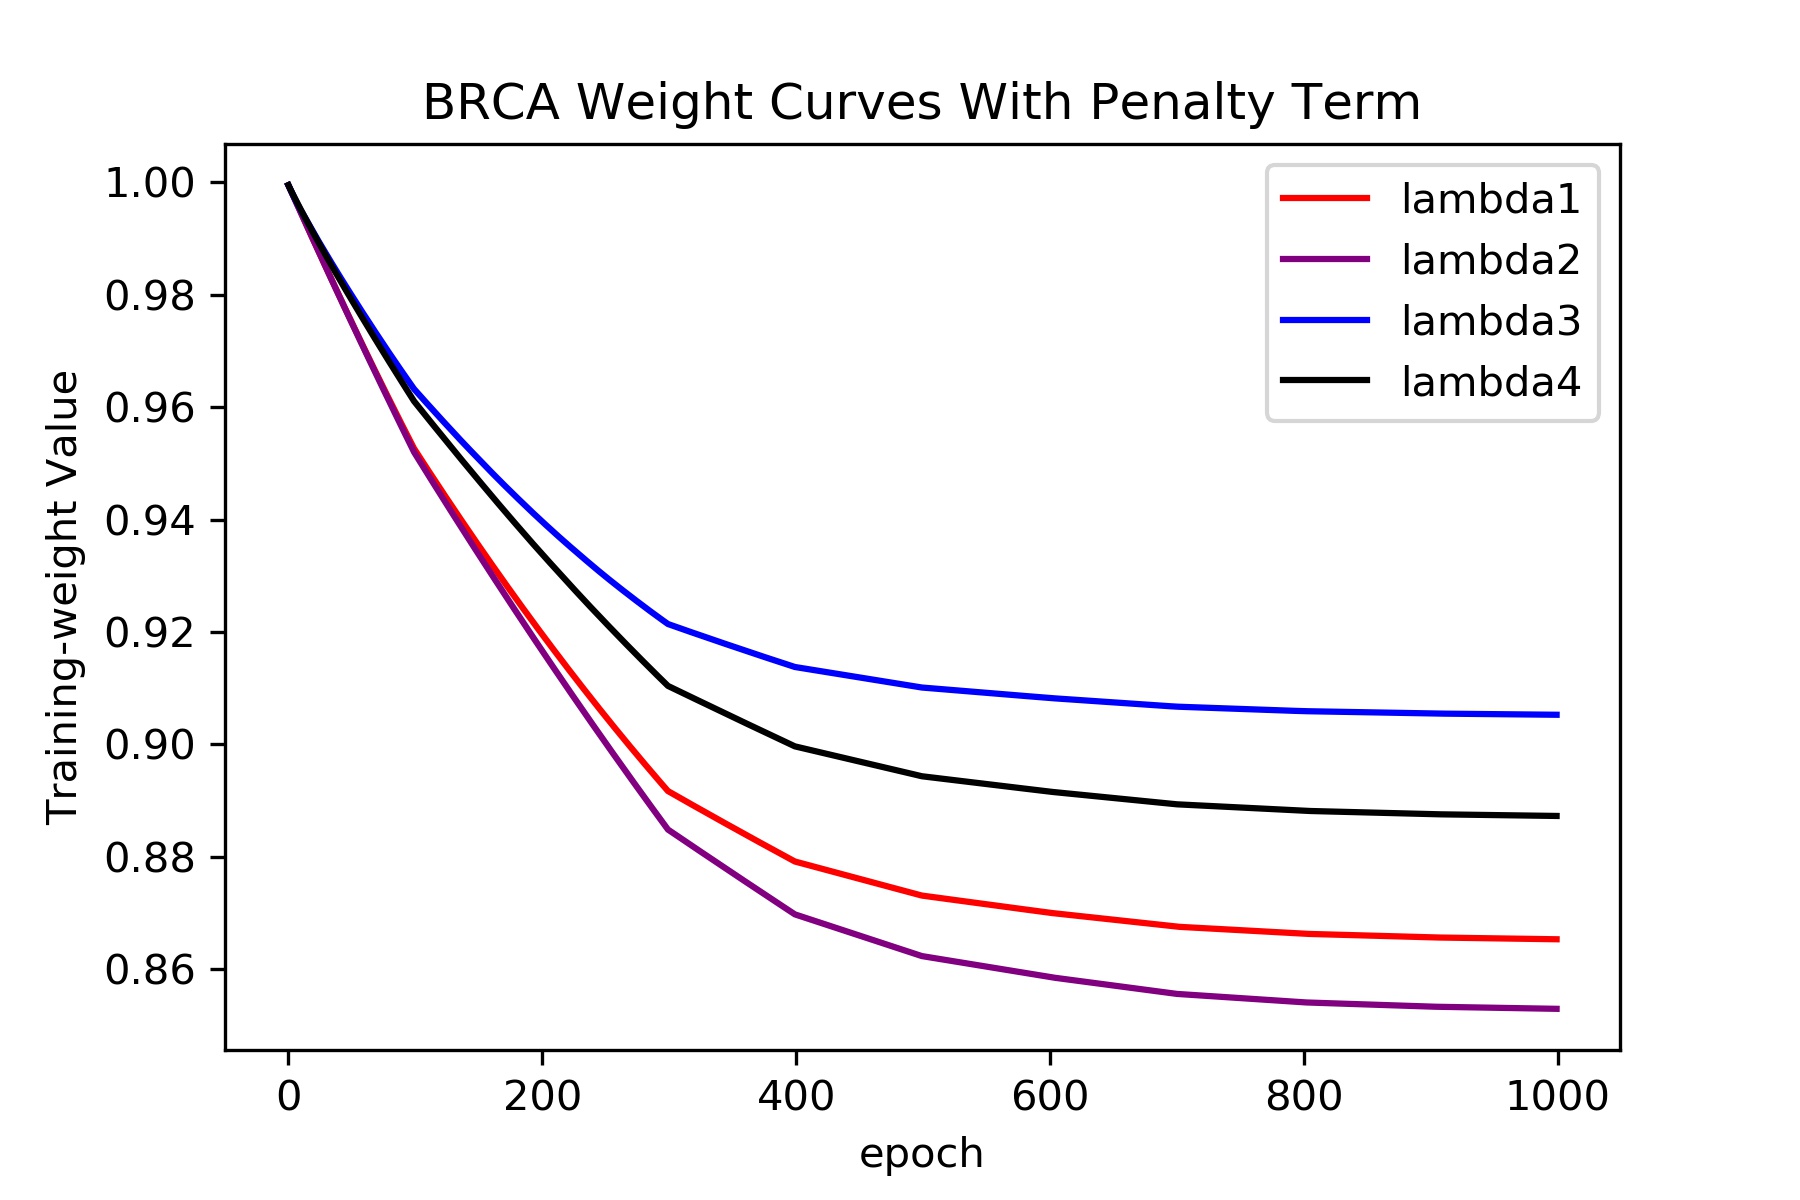 BRCA Weight Curves With Penalty Term
lambda1
lambda2
lambda3
lambda4
Training-weight Value
1.00
0.98
0.96
0.94
0.92
0.90
0.88
0.86
0 200 400 600 800 1000
epoch